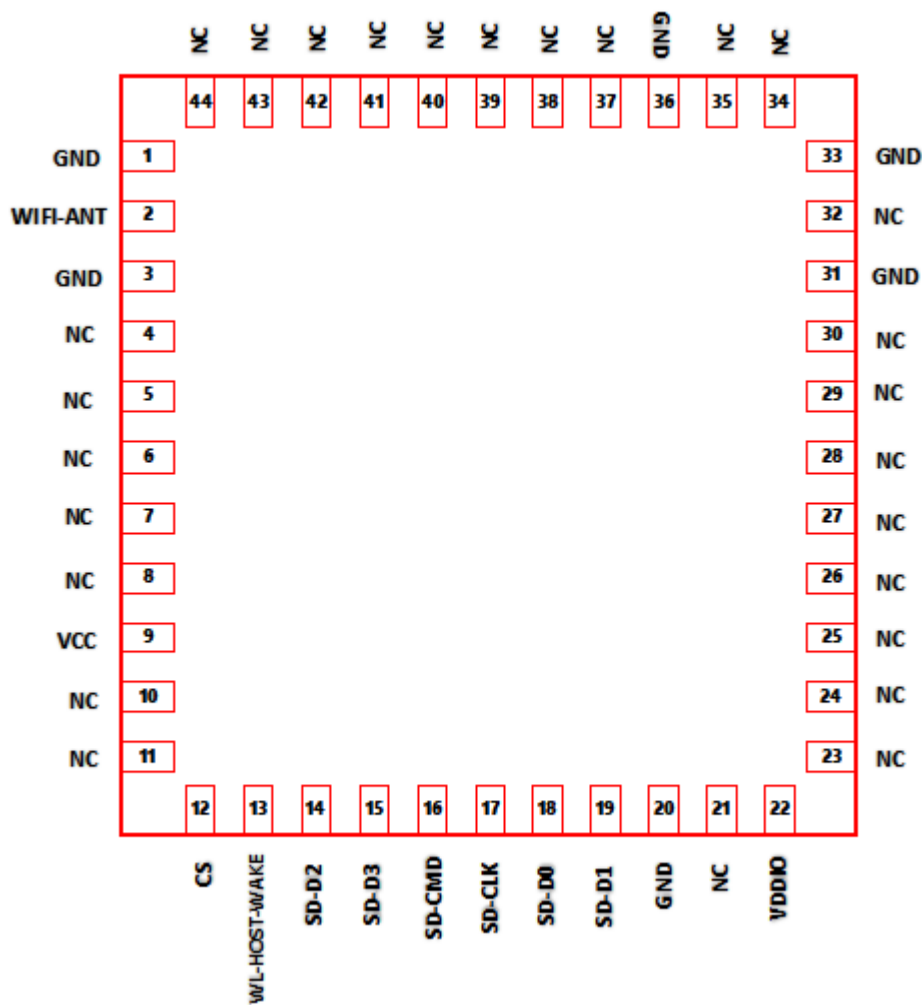 NC NC NC NC NC NC NC NC GND NC NC
44 43 42 41 40 39 38 37 36 35 34
GND 1 33 GND
WIFI-ANT 2 32 NC
GND 3 31 GND
NC 4 30 NC
NC 5 29 NC
NC 6 28 NC
NC 7 27 NC
NC 8 26 NC
VCC 9 25 NC
NC 10 24 NC
NC 11 23 NC
12 13 14 15 16 17 18 19 20 21 22
CS WL-HOST-WAKE SD-D2 SD-D3 SD-CMD SD-CLK SD-D0 SD-D1 GND NC VDDIO